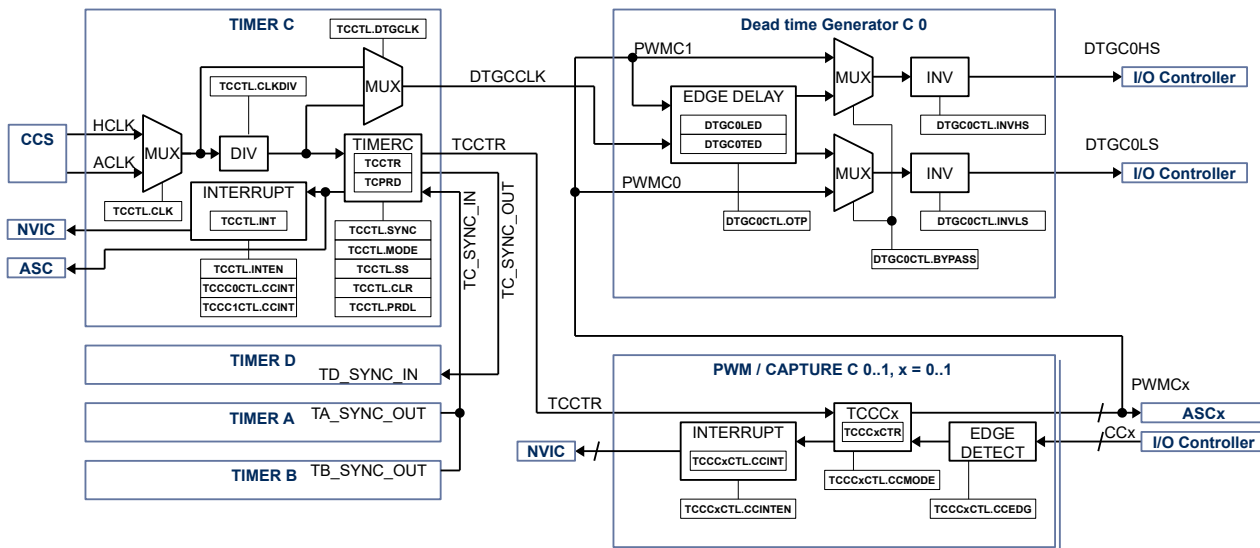 TIMER C
TCCTL.DTGCLK
TCCTL.CLKDIV
MUX
DTGCCLK
CCS
HCLK
ACLK
MUX
DIV
TIMERC
TCCTR
TCPRD
TCCTR
INTERRUPT
TCCTL.INT
TCCTL.CLK
NVIC
ASC
TCCTL.INTEN
TCCC0CTL.CCINT
TCCC1CTL.CCINT
TCCTL.SYNC
TCCTL.MODE
TCCTL.SS
TCCTL.CLR
TCCTL.PRDL
TC_SYNC_IN
TC_SYNC_OUT
TIMER D
TD_SYNC_IN
TIMER A
TA_SYNC_OUT
TIMER B
TB_SYNC_OUT
Dead time Generator C 0
PWMC1
MUX
INV
DTGC0HS
I/O Controller
EDGE DELAY
DTGC0LED
DTGC0TED
DTGC0CTL.INVHS
PWMC0
MUX
INV
DTGC0LS
I/O Controller
DTGC0CTL.OTP
DTGC0CTL.INVLS
DTGC0CTL.BYPASS
PWM / CAPTURE C 0..1, x = 0..1
TCCTR
TCCCx
TCCCxCTR
PWMCx
ASCx
CCx
I/O Controller
NVIC
INTERRUPT
TCCCxCTL.CCINT
EDGE
DETECT
TCCCxCTL.CCMODE
TCCCxCTL.CCINTEN
TCCCxCTL.CCEDG